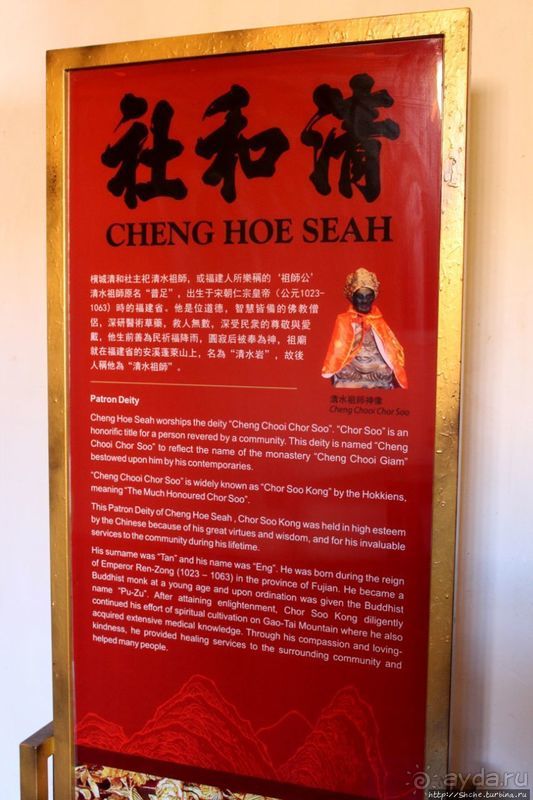 社和清
CHENG HOE SEAH
檳城清和社主祀清水祖師，或福建人所樂稱的‘祖師公’
清水祖師原名“普足”，出生于宋朝仁宗皇帝（公元1023-
1063）時的福建省。他是位道德，智慧皆備的佛教僧
侶，深研醫術草藥，救人無數，深受民衆的尊敬與愛
戴，他生前善為民祈福降雨，圓寂后被奉為神，祖廟
就在福建省的安溪蓬萊山上，名為“清水岩”，故後
人稱他為“清水祖師”。
清水祖師神像
Cheng Chooi Chor Soo
Patron Deity
Cheng Hoe Seah worships the deity “Cheng Chooi Chor Soo”. “Chor Soo” is an
honorific title for a person revered by a community. This deity is named “Cheng
Chooi Chor Soo” to reflect the name of the monastery “Cheng Chooi Giam”
bestowed upon him by his contemporaries.
“Cheng Chooi Chor Soo” is widely known as “Chor Soo Kong” by the Hokkiens,
meaning “The Much Honoured Chor Soo”.
This Patron Deity of Cheng Hoe Seah , Chor Soo Kong was held in high esteem
by the Chinese because of his great virtues and wisdom, and for his invaluable
services to the community during his lifetime.
His surname was “Tan” and his name was “Eng”. He was born during the reign
of Emperor Ren-Zong (1023 – 1063) in the province of Fujian. He became a
Buddhist monk at a young age and upon ordination was given the Buddhist
name “Pu-Zu”. After attaining enlightenment, Chor Soo Kong diligently
continued his effort of spiritual cultivation on Gao-Tai Mountain where he also
acquired extensive medical knowledge. Through his compassion and loving-
kindness, he provided healing services to the surrounding community and
helped many people.
ayda.ru
http://Shche.turbina.ru